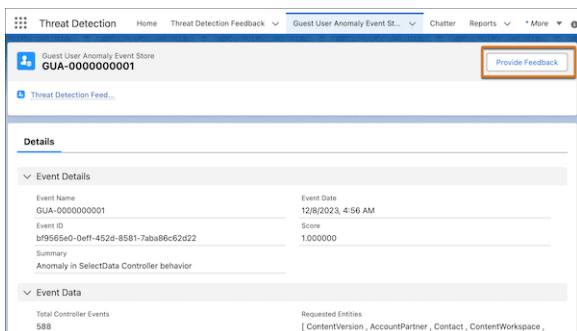 Threat Detection Home Threat Detection Feedback Guest User Anomaly Event St... Chatter Reports * More
Guest User Anomaly Event Store
GUA-0000000001
Provide Feedback
Threat Detection Feed...
Details
Event Details
Event Name Event Date
GUA-0000000001 12/8/2023, 4:56 AM
Event ID Score
bf9565e0-0eff-452d-8581-7aba86c62d22 1.000000
Summary
Anomaly in SelectData Controller behavior
Event Data
Total Controller Events Requested Entities
588 [ ContentVersion , AccountPartner , Contact , ContentWorkspace ,